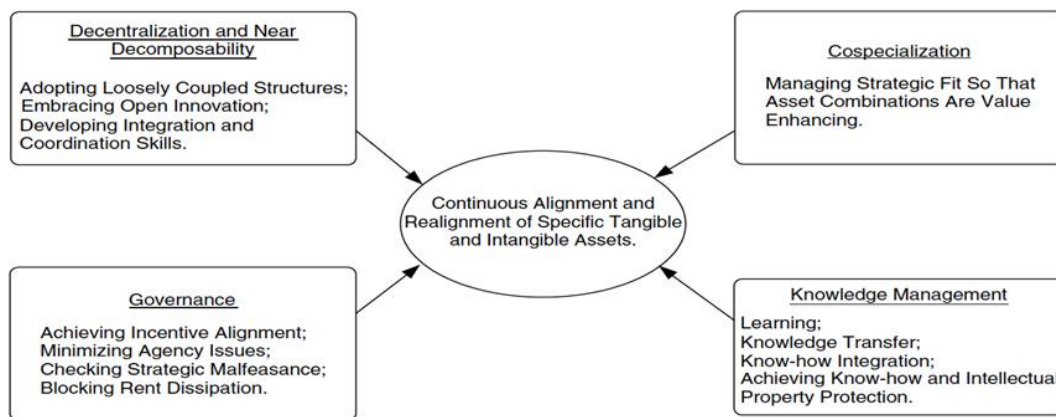 Decentralization and Near
Decomposability
Adopting Loosely Coupled Structures;
Embracing Open Innovation;
Developing Integration and
Coordination Skills.
Cospecialization
Managing Strategic Fit So That
Asset Combinations Are Value
Enhancing.
Continuous Alignment and
Realignment of Specific Tangible
and Intangible Assets.
Governance
Achieving Incentive Alignment;
Minimizing Agency Issues;
Checking Strategic Malfeasance;
Blocking Rent Dissipation.
Knowledge Management
Learning;
Knowledge Transfer;
Know-how Integration;
Achieving Know-how and Intellectual
Property Protection.